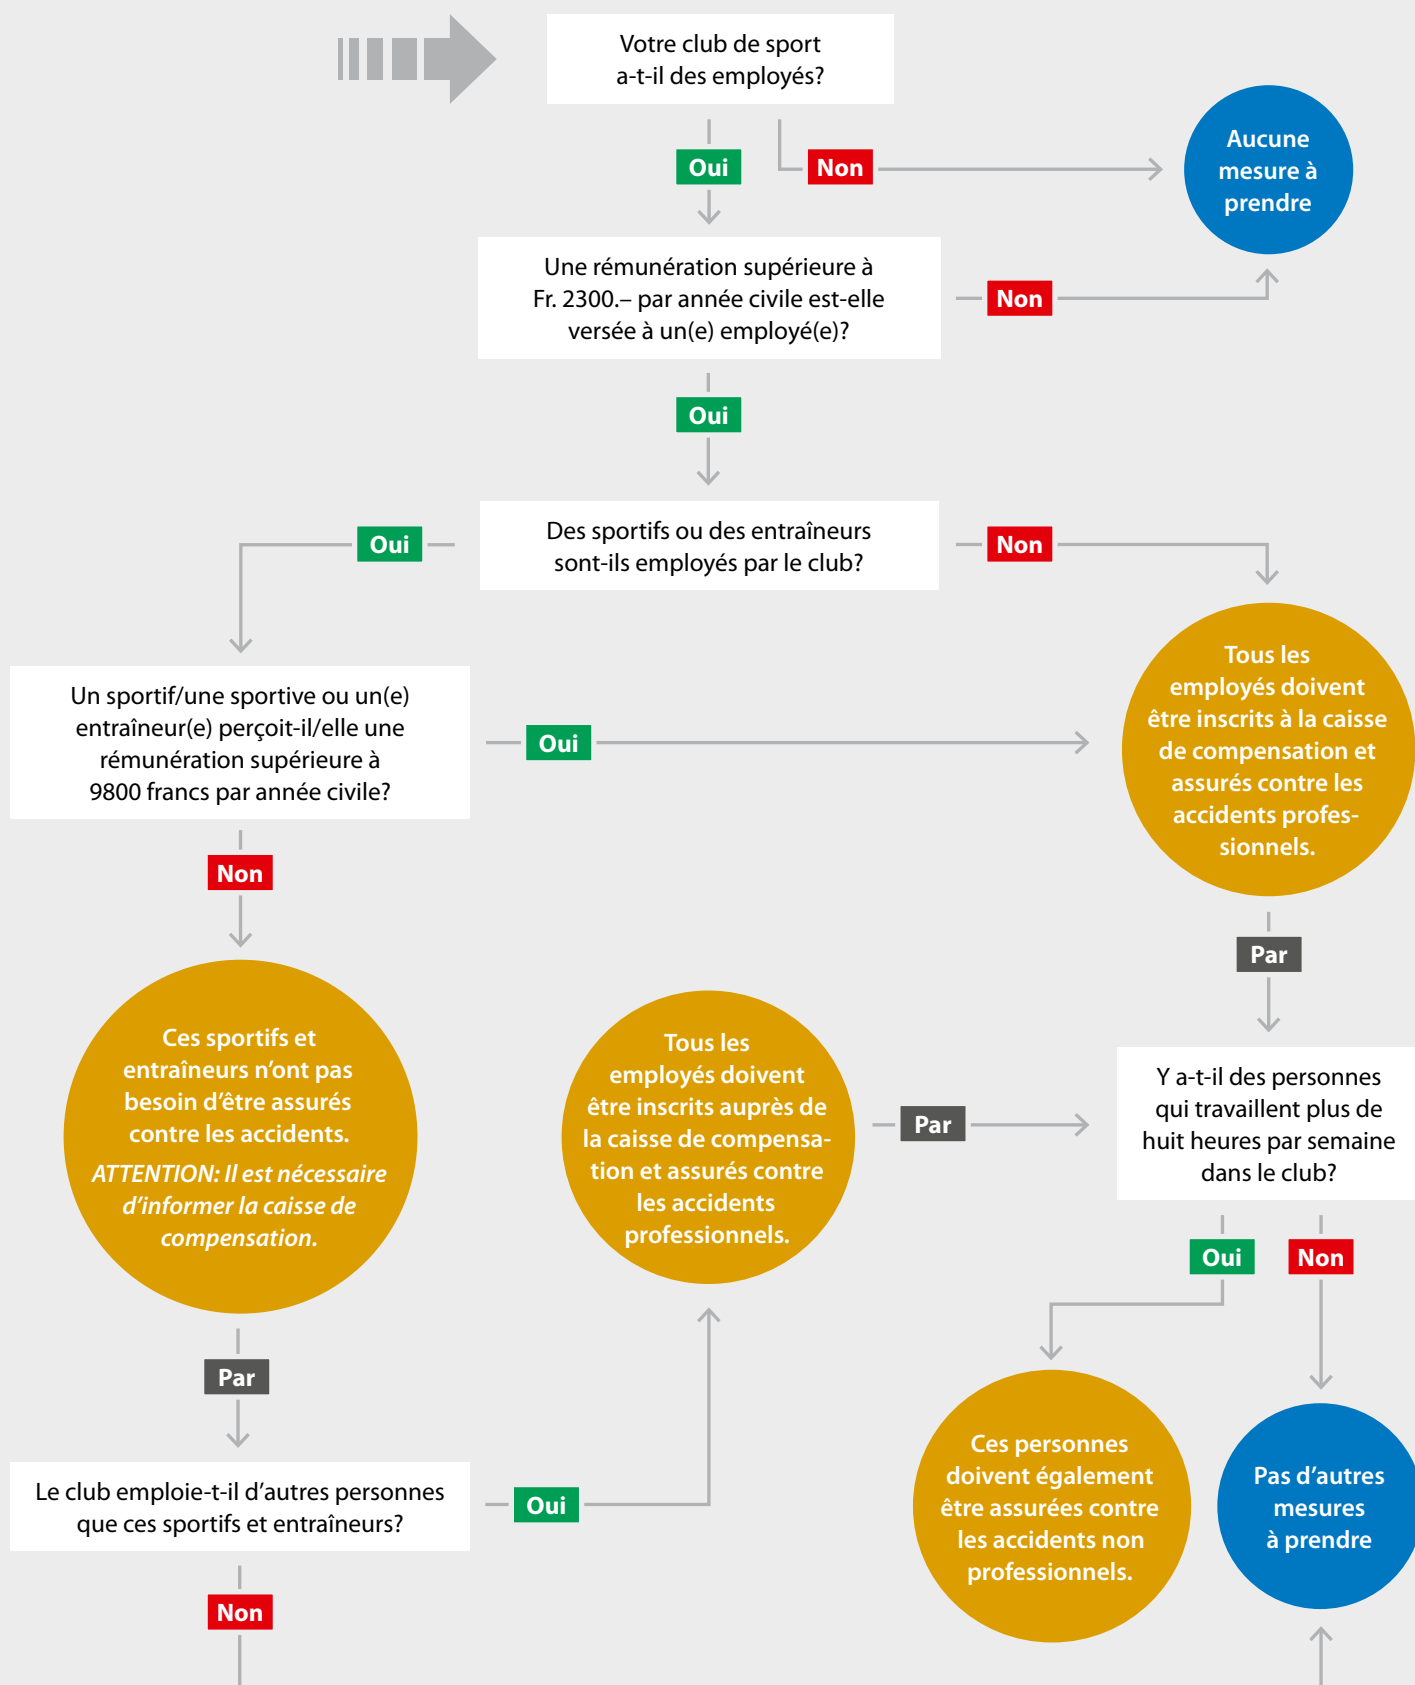 Votre club de sport
a-t-il des employés?
Oui
Non
Aucune
mesure à
prendre
Une rémunération supérieure à
Fr. 2300.– par année civile est-elle
versée à un(e) employé(e)?
Non
Oui
Des sportifs ou des entraîneurs
sont-ils employés par le club?
Oui
Non
Un sportif/une sportive ou un(e)
entraîneur(e) perçoit-il/elle une
rémunération supérieure à
9800 francs par année civile?
Oui
Tous les
employés doivent
être inscrits à la caisse
de compensation et
assurés contre les
accidents profes-
sionnels.
Non
Par
Ces sportifs et
entraîneurs n’ont pas
besoin d’être assurés
contre les accidents.
ATTENTION: Il est nécessaire
d’informer la caisse de
compensation.
Tous les
employés doivent
être inscrits auprès de
la caisse de compensa-
tion et assurés contre
les accidents
professionnels.
Par
Y a-t-il des personnes
qui travaillent plus de
huit heures par semaine
dans le club?
Oui
Non
Par
Le club emploie-t-il d’autres personnes
que ces sportifs et entraîneurs?
Oui
Ces personnes
doivent également
être assurées contre
les accidents non
professionnels.
Pas d’autres
mesures
à prendre
Non